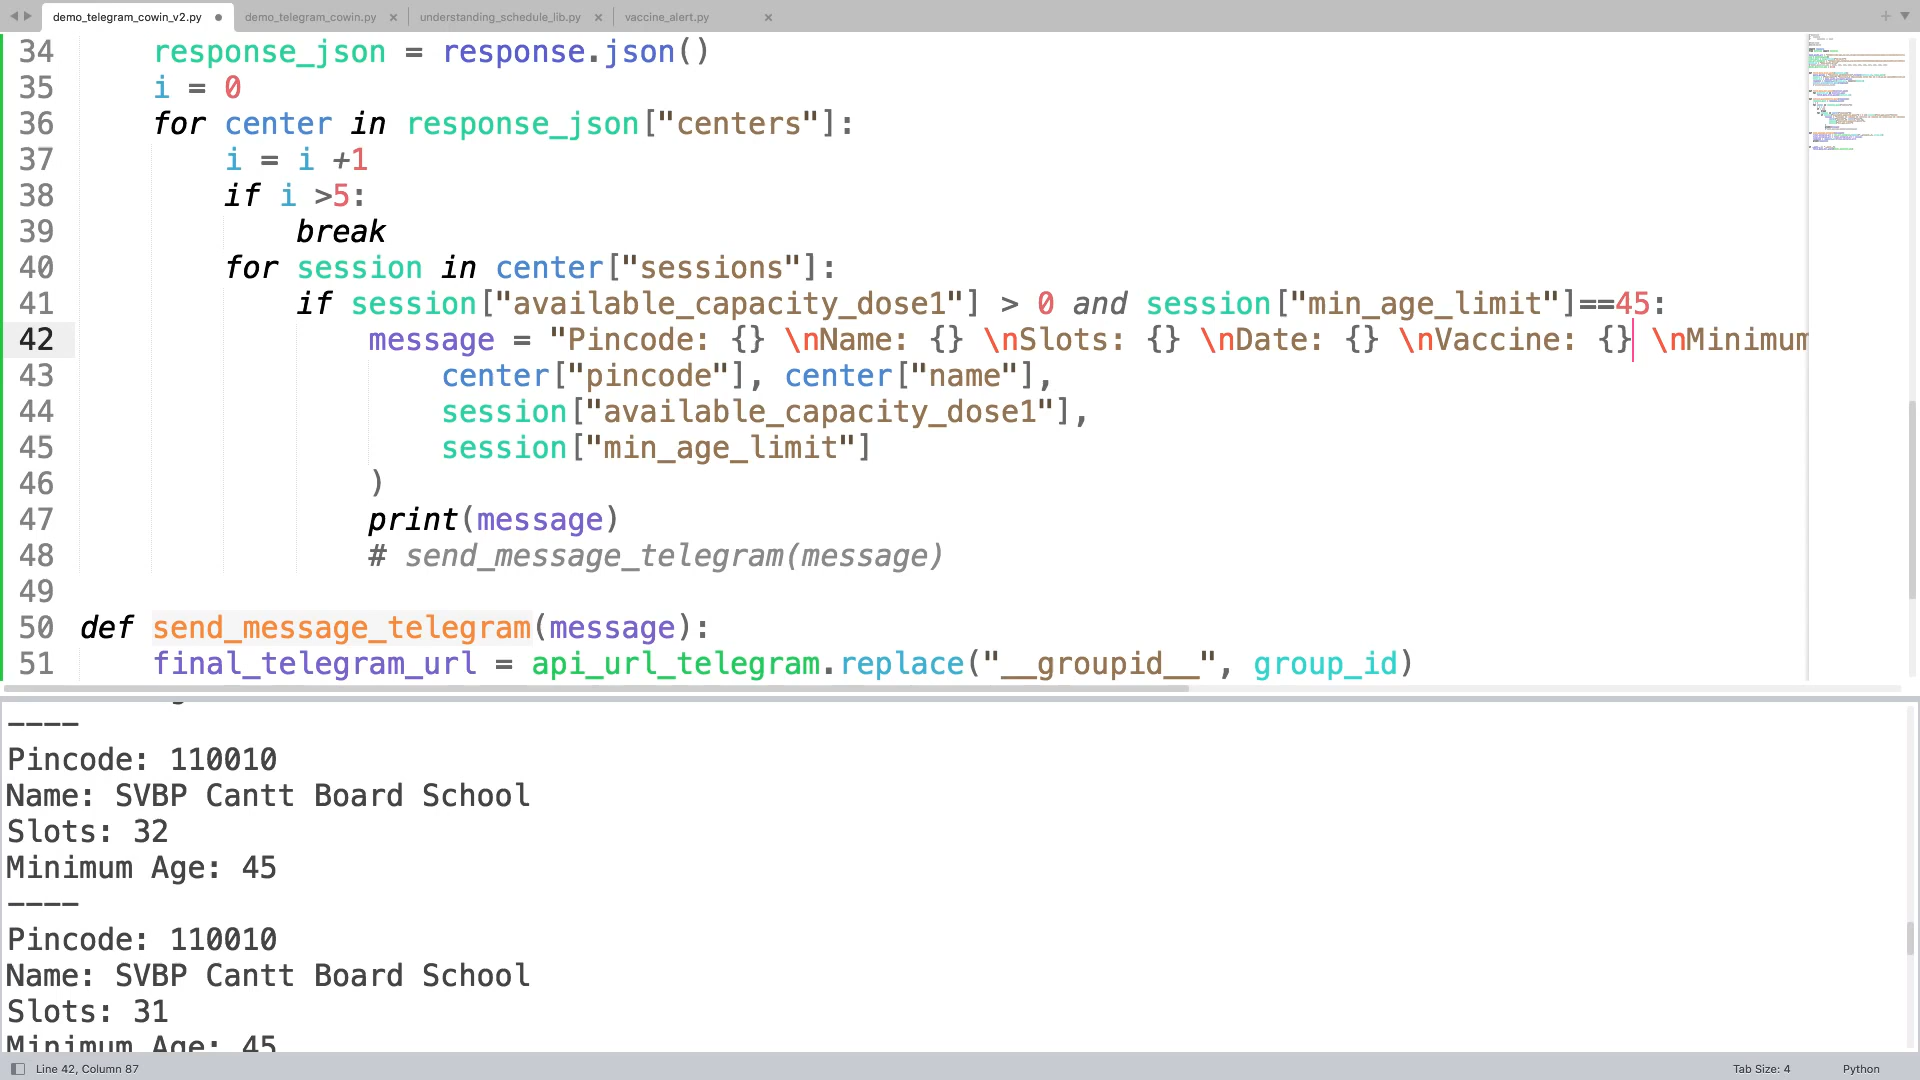 demo_telegram_cowin_v2.py
demo_telegram_cowin.py
understanding_schedule_lib.py
vaccine_alert.py
34 response_json = response.json()
35 i = 0
36 for center in response_json["centers"]:
37 i = i +1
38 if i >5:
39 break
40 for session in center["sessions"]:
41 if session["available_capacity_dose1"] > 0 and session["min_age_limit"]==45:
42 message = "Pincode: {} \nName: {} \nSlots: {} \nDate: {} \nVaccine: {} \nMinimum
43 center["pincode"], center["name"],
44 session["available_capacity_dose1"],
45 session["min_age_limit"]
46 )
47 print(message)
48 # send_message_telegram(message)
49
50 def send_message_telegram(message):
51 final_telegram_url = api_url_telegram.replace("__groupid__", group_id)
----
Pincode: 110010
Name: SVBP Cantt Board School
Slots: 32
Minimum Age: 45
----
Pincode: 110010
Name: SVBP Cantt Board School
Slots: 31
Minimum Age: 45
Line 42, Column 87
Tab Size: 4
Python